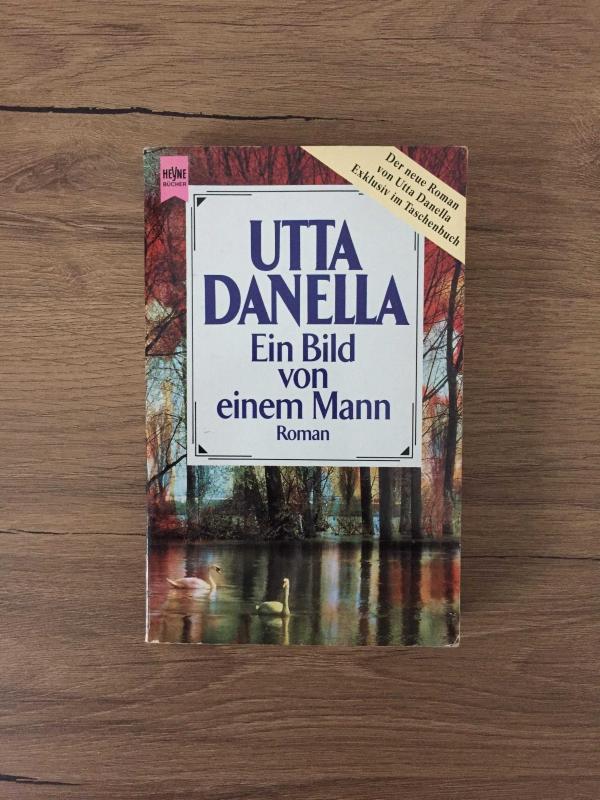 HEYNE
BÜCHER
Der neue Roman
von Utta Danella
Exklusiv im Taschenbuch
UTTA
DANELLA
Ein Bild
von
einem Mann
Roman